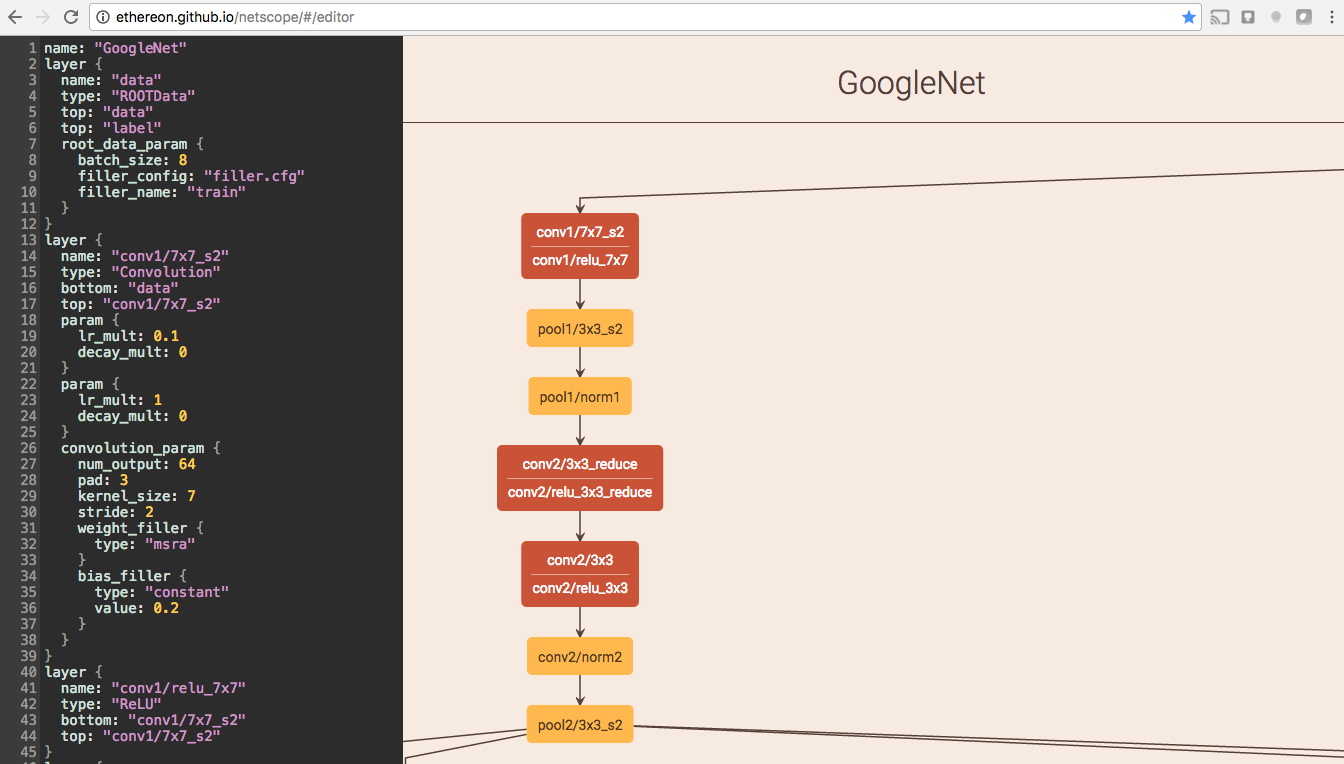 ethereon.github.io/netscope/#/editor
1 name: "GoogleNet"
2 layer {
3 name: "data"
4 type: "ROOTData"
5 top: "data"
6 top: "label"
7 root_data_param {
8 batch_size: 8
9 filler_config: "filler.cfg"
10 filler_name: "train"
11 }
12 }
13 layer {
14 name: "conv1/7x7_s2"
15 type: "Convolution"
16 bottom: "data"
17 top: "conv1/7x7_s2"
18 param {
19 lr_mult: 0.1
20 decay_mult: 0
21 }
22 param {
23 lr_mult: 1
24 decay_mult: 0
25 }
26 convolution_param {
27 num_output: 64
28 pad: 3
29 kernel_size: 7
30 stride: 2
31 weight_filler {
32 type: "msra"
33 }
34 bias_filler {
35 type: "constant"
36 value: 0.2
37 }
38 }
39 }
40 layer {
41 name: "conv1/relu_7x7"
42 type: "ReLU"
43 bottom: "conv1/7x7_s2"
44 top: "conv1/7x7_s2"
45 }
GoogleNet
conv1/7x7_s2
conv1/relu_7x7
pool1/3x3_s2
pool1/norm1
conv2/3x3_reduce
conv2/relu_3x3_reduce
conv2/3x3
conv2/relu_3x3
conv2/norm2
pool2/3x3_s2